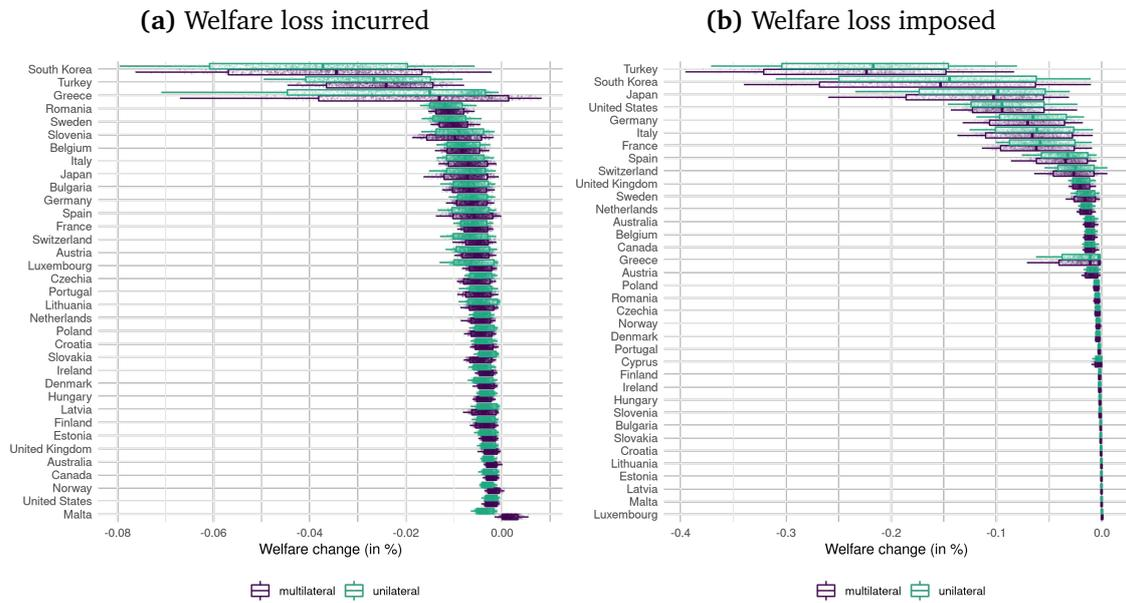 (a) Welfare loss incurred
South Korea
Turkey
Greece
Romania
Sweden
Slovenia
Belgium
Italy
Japan
Bulgaria
Germany
Spain
France
Switzerland
Austria
Luxembourg
Czechia
Portugal
Lithuania
Netherlands
Poland
Croatia
Slovakia
Ireland
Denmark
Hungary
Latvia
Finland
Estonia
United Kingdom
Australia
Canada
Norway
United States
Malta
-0.08 -0.06 -0.04 -0.02 0.00
Welfare change (in %)
multilateral unilateral
(b) Welfare loss imposed
Turkey
South Korea
Japan
United States
Germany
Italy
France
Spain
Switzerland
United Kingdom
Sweden
Netherlands
Australia
Belgium
Canada
Greece
Austria
Poland
Romania
Czechia
Norway
Denmark
Portugal
Cyprus
Finland
Ireland
Hungary
Slovenia
Bulgaria
Slovakia
Croatia
Lithuania
Estonia
Latvia
Malta
Luxembourg
-0.4 -0.3 -0.2 -0.1 0.0
Welfare change (in %)
multilateral unilateral